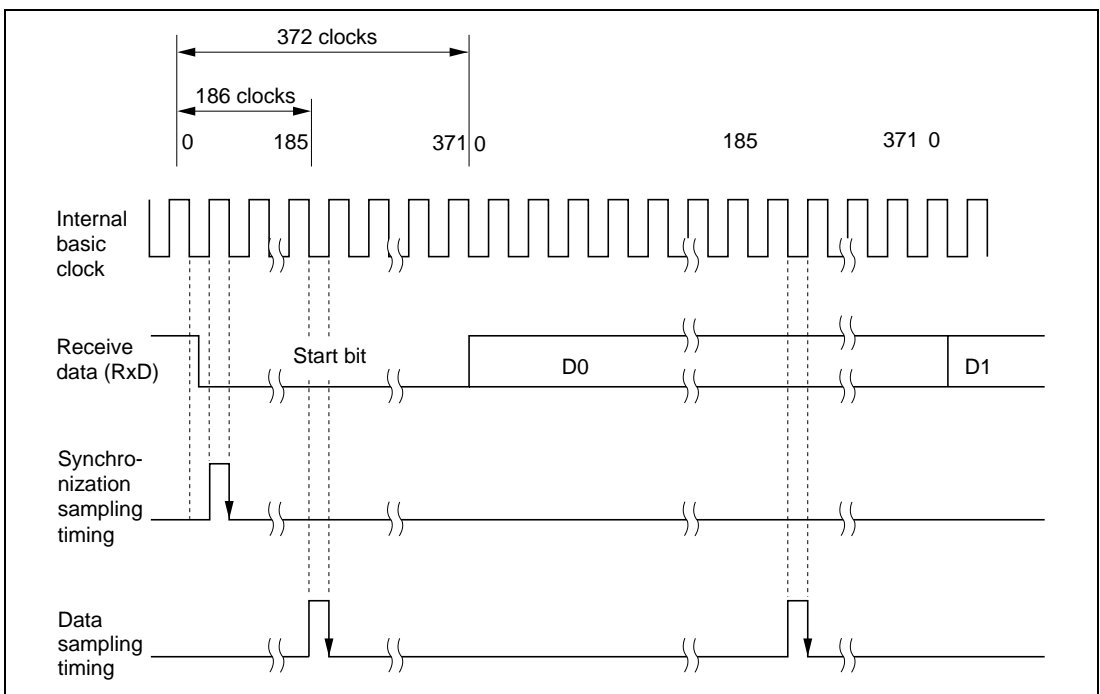 372 clocks
186 clocks
0 185 371 0 185 371 0
Internal
basic
clock
Receive
data (RxD)
Start bit D0 D1
Synchro-
nization
sampling
timing
Data
sampling
timing